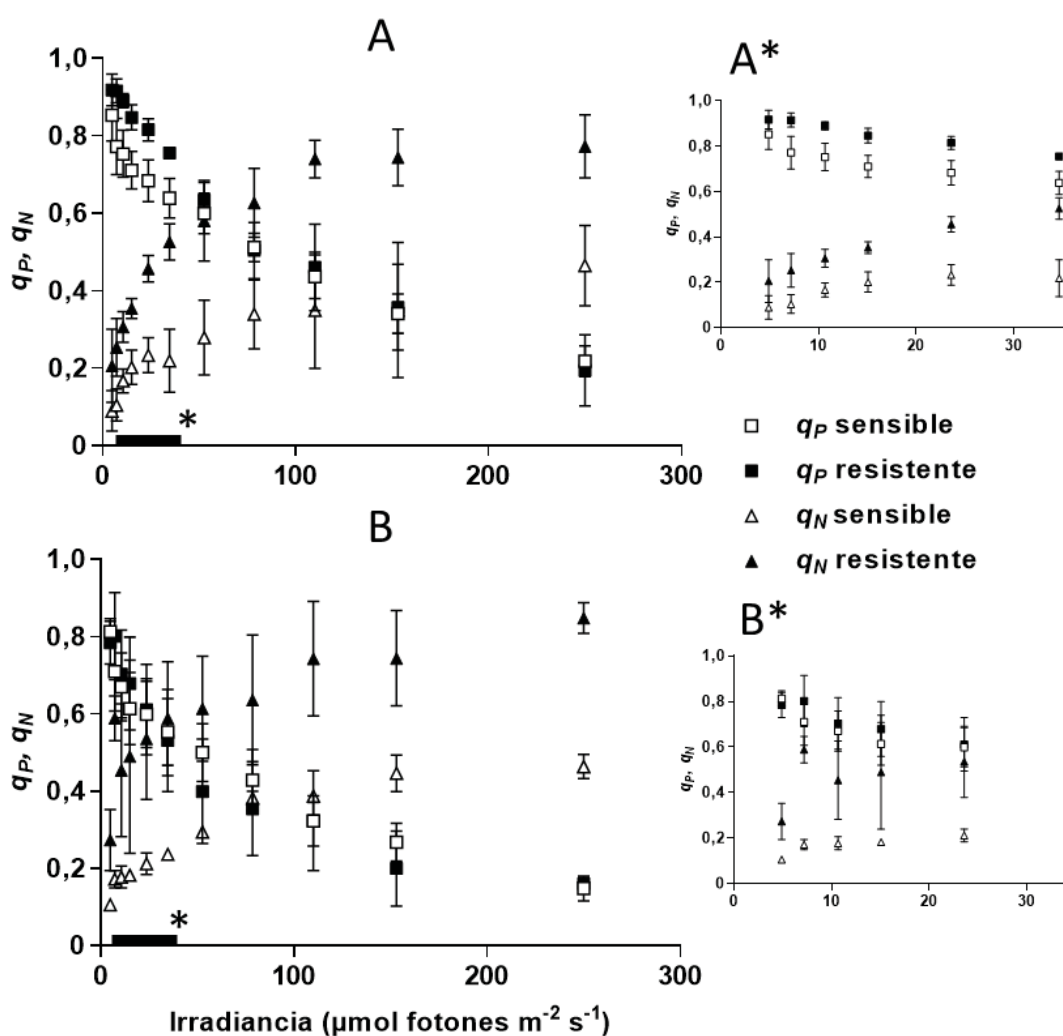 A
1,0
0,8
0,6
0,4
0,2
0
qP, qN
*
0 100 200 300
A*
1,0
0,8
0,6
0,4
0,2
0
qP, qN
0 10 20 30
qP sensible
qP resistente
qN sensible
qN resistente
B
1,0
0,8
0,6
0,4
0,2
0
qP, qN
*
0 100 200 300
Irradiancia (µmol fotones m⁻² s⁻¹)
B*
1,0
0,8
0,6
0,4
0,2
0
qP, qN
0 10 20 30